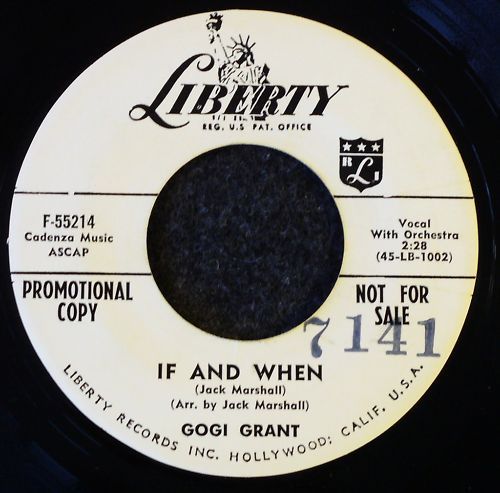 LIBERTY
REG. U.S. PAT. OFFICE
R L I
F-55214
Cadenza Music
ASCAP
Vocal
With Orchestra
2:28
(45-LB-1002)
PROMOTIONAL
COPY
NOT FOR
SALE
7141
IF AND WHEN
(Jack Marshall)
(Arr. by Jack Marshall)
GOGI GRANT
LIBERTY RECORDS INC. HOLLYWOOD; CALIF. U.S.A.